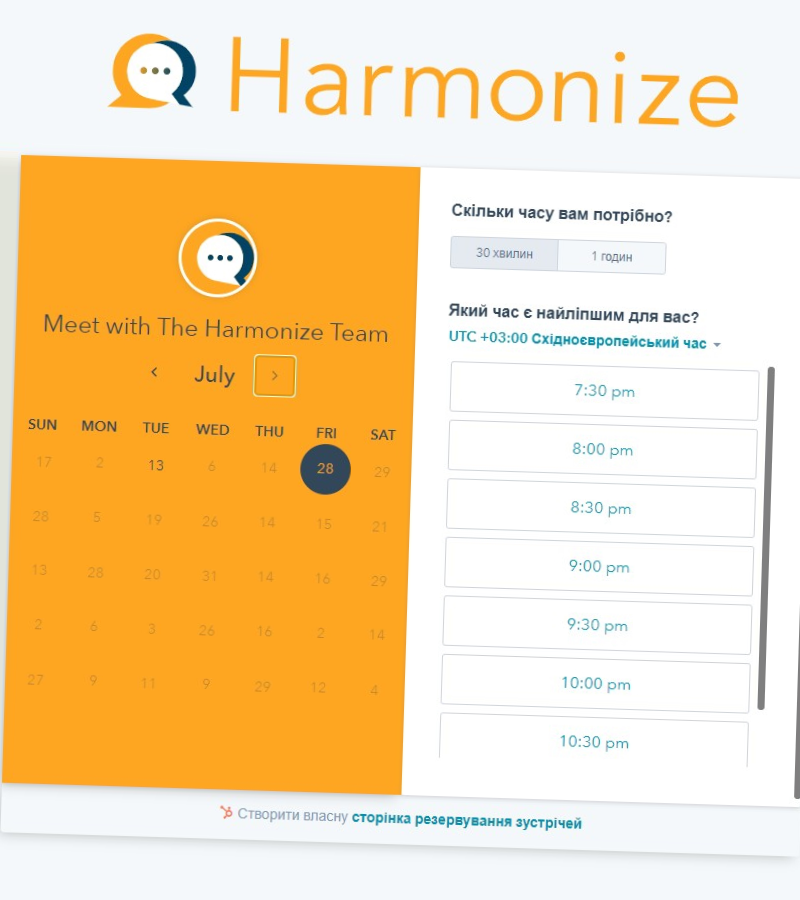 Harmonize
Meet with The Harmonize Team
July
SUN MON TUE WED THU FRI SAT
17 2 13 6 14 28 29
28 5 19 26 14 15 21
13 28 20 31 14 16 29
2 6 3 26 16 2 14
27 9 11 9 29 12 4
Скільки часу вам потрібно?
30 хвилин 1 годин
Який час є найліпшим для вас?
UTC +03:00 Східноєвропейський час
7:30 pm
8:00 pm
8:30 pm
9:00 pm
9:30 pm
10:00 pm
10:30 pm
Створити власну сторінка резервування зустрічей